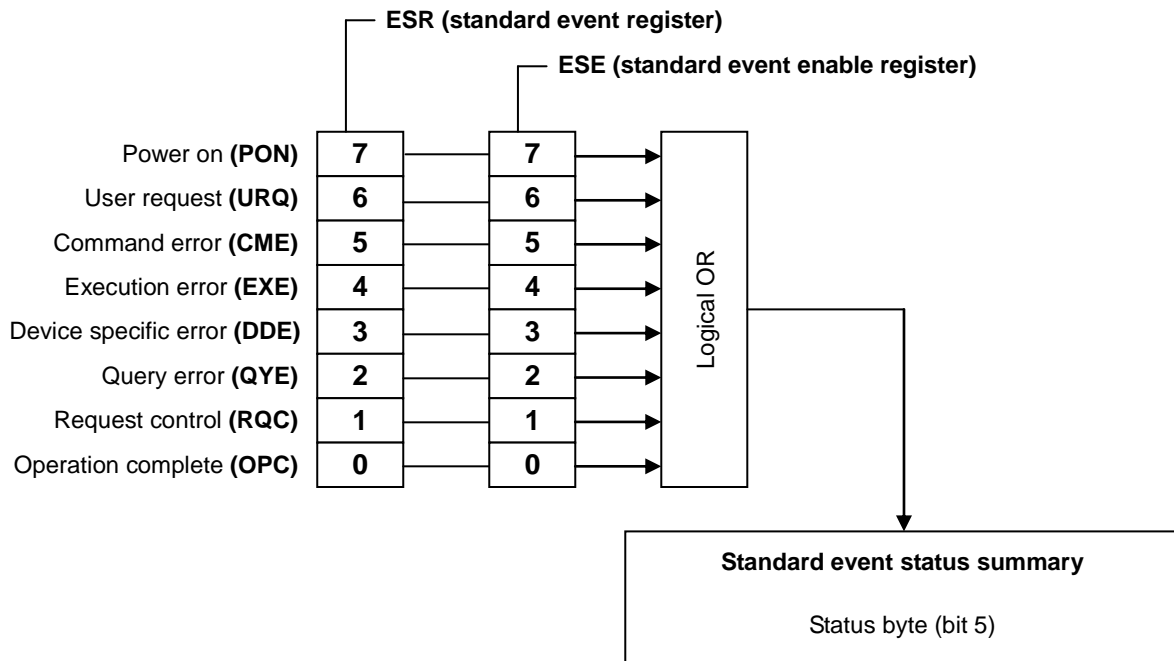 ESR (standard event register)
ESE (standard event enable register)
Power on (PON) 7 7
User request (URQ) 6 6
Command error (CME) 5 5
Execution error (EXE) 4 4
Device specific error (DDE) 3 3
Query error (QYE) 2 2
Request control (RQC) 1 1
Operation complete (OPC) 0 0
Logical OR
Standard event status summary
Status byte (bit 5)